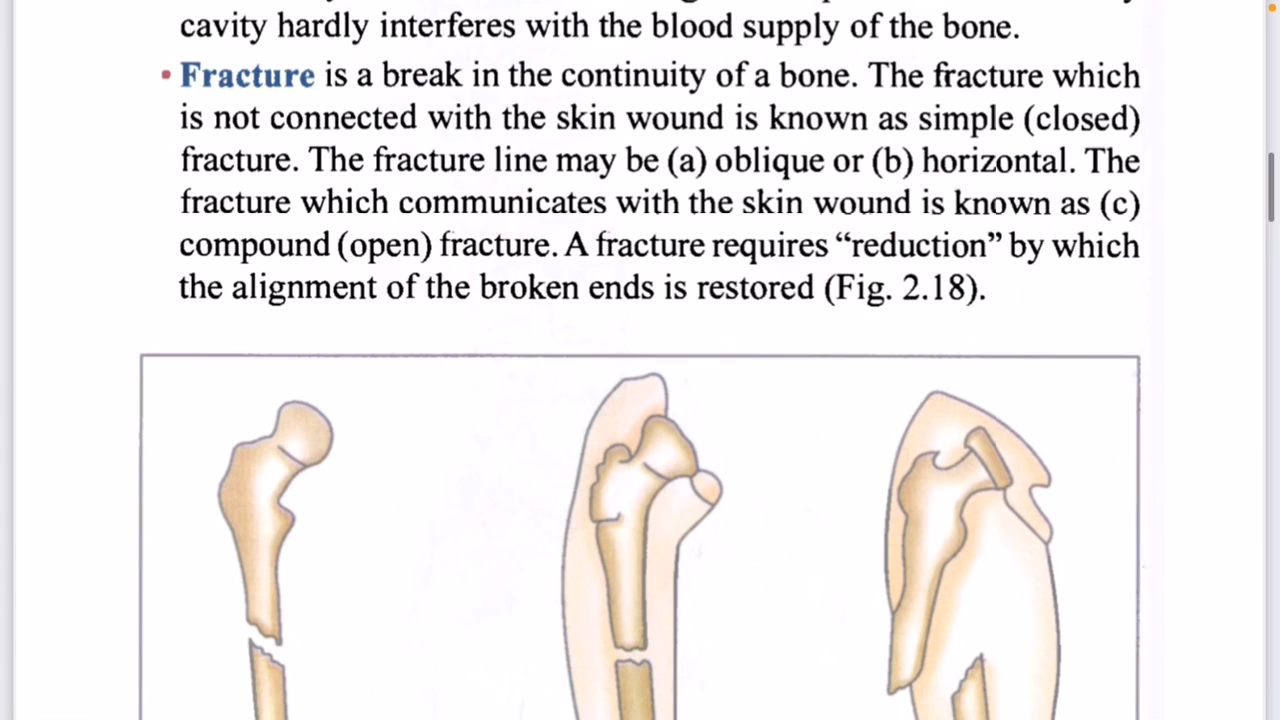 cavity hardly interferes with the blood supply of the bone.
• Fracture is a break in the continuity of a bone. The fracture which
is not connected with the skin wound is known as simple (closed)
fracture. The fracture line may be (a) oblique or (b) horizontal. The
fracture which communicates with the skin wound is known as (c)
compound (open) fracture. A fracture requires “reduction” by which
the alignment of the broken ends is restored (Fig. 2.18).